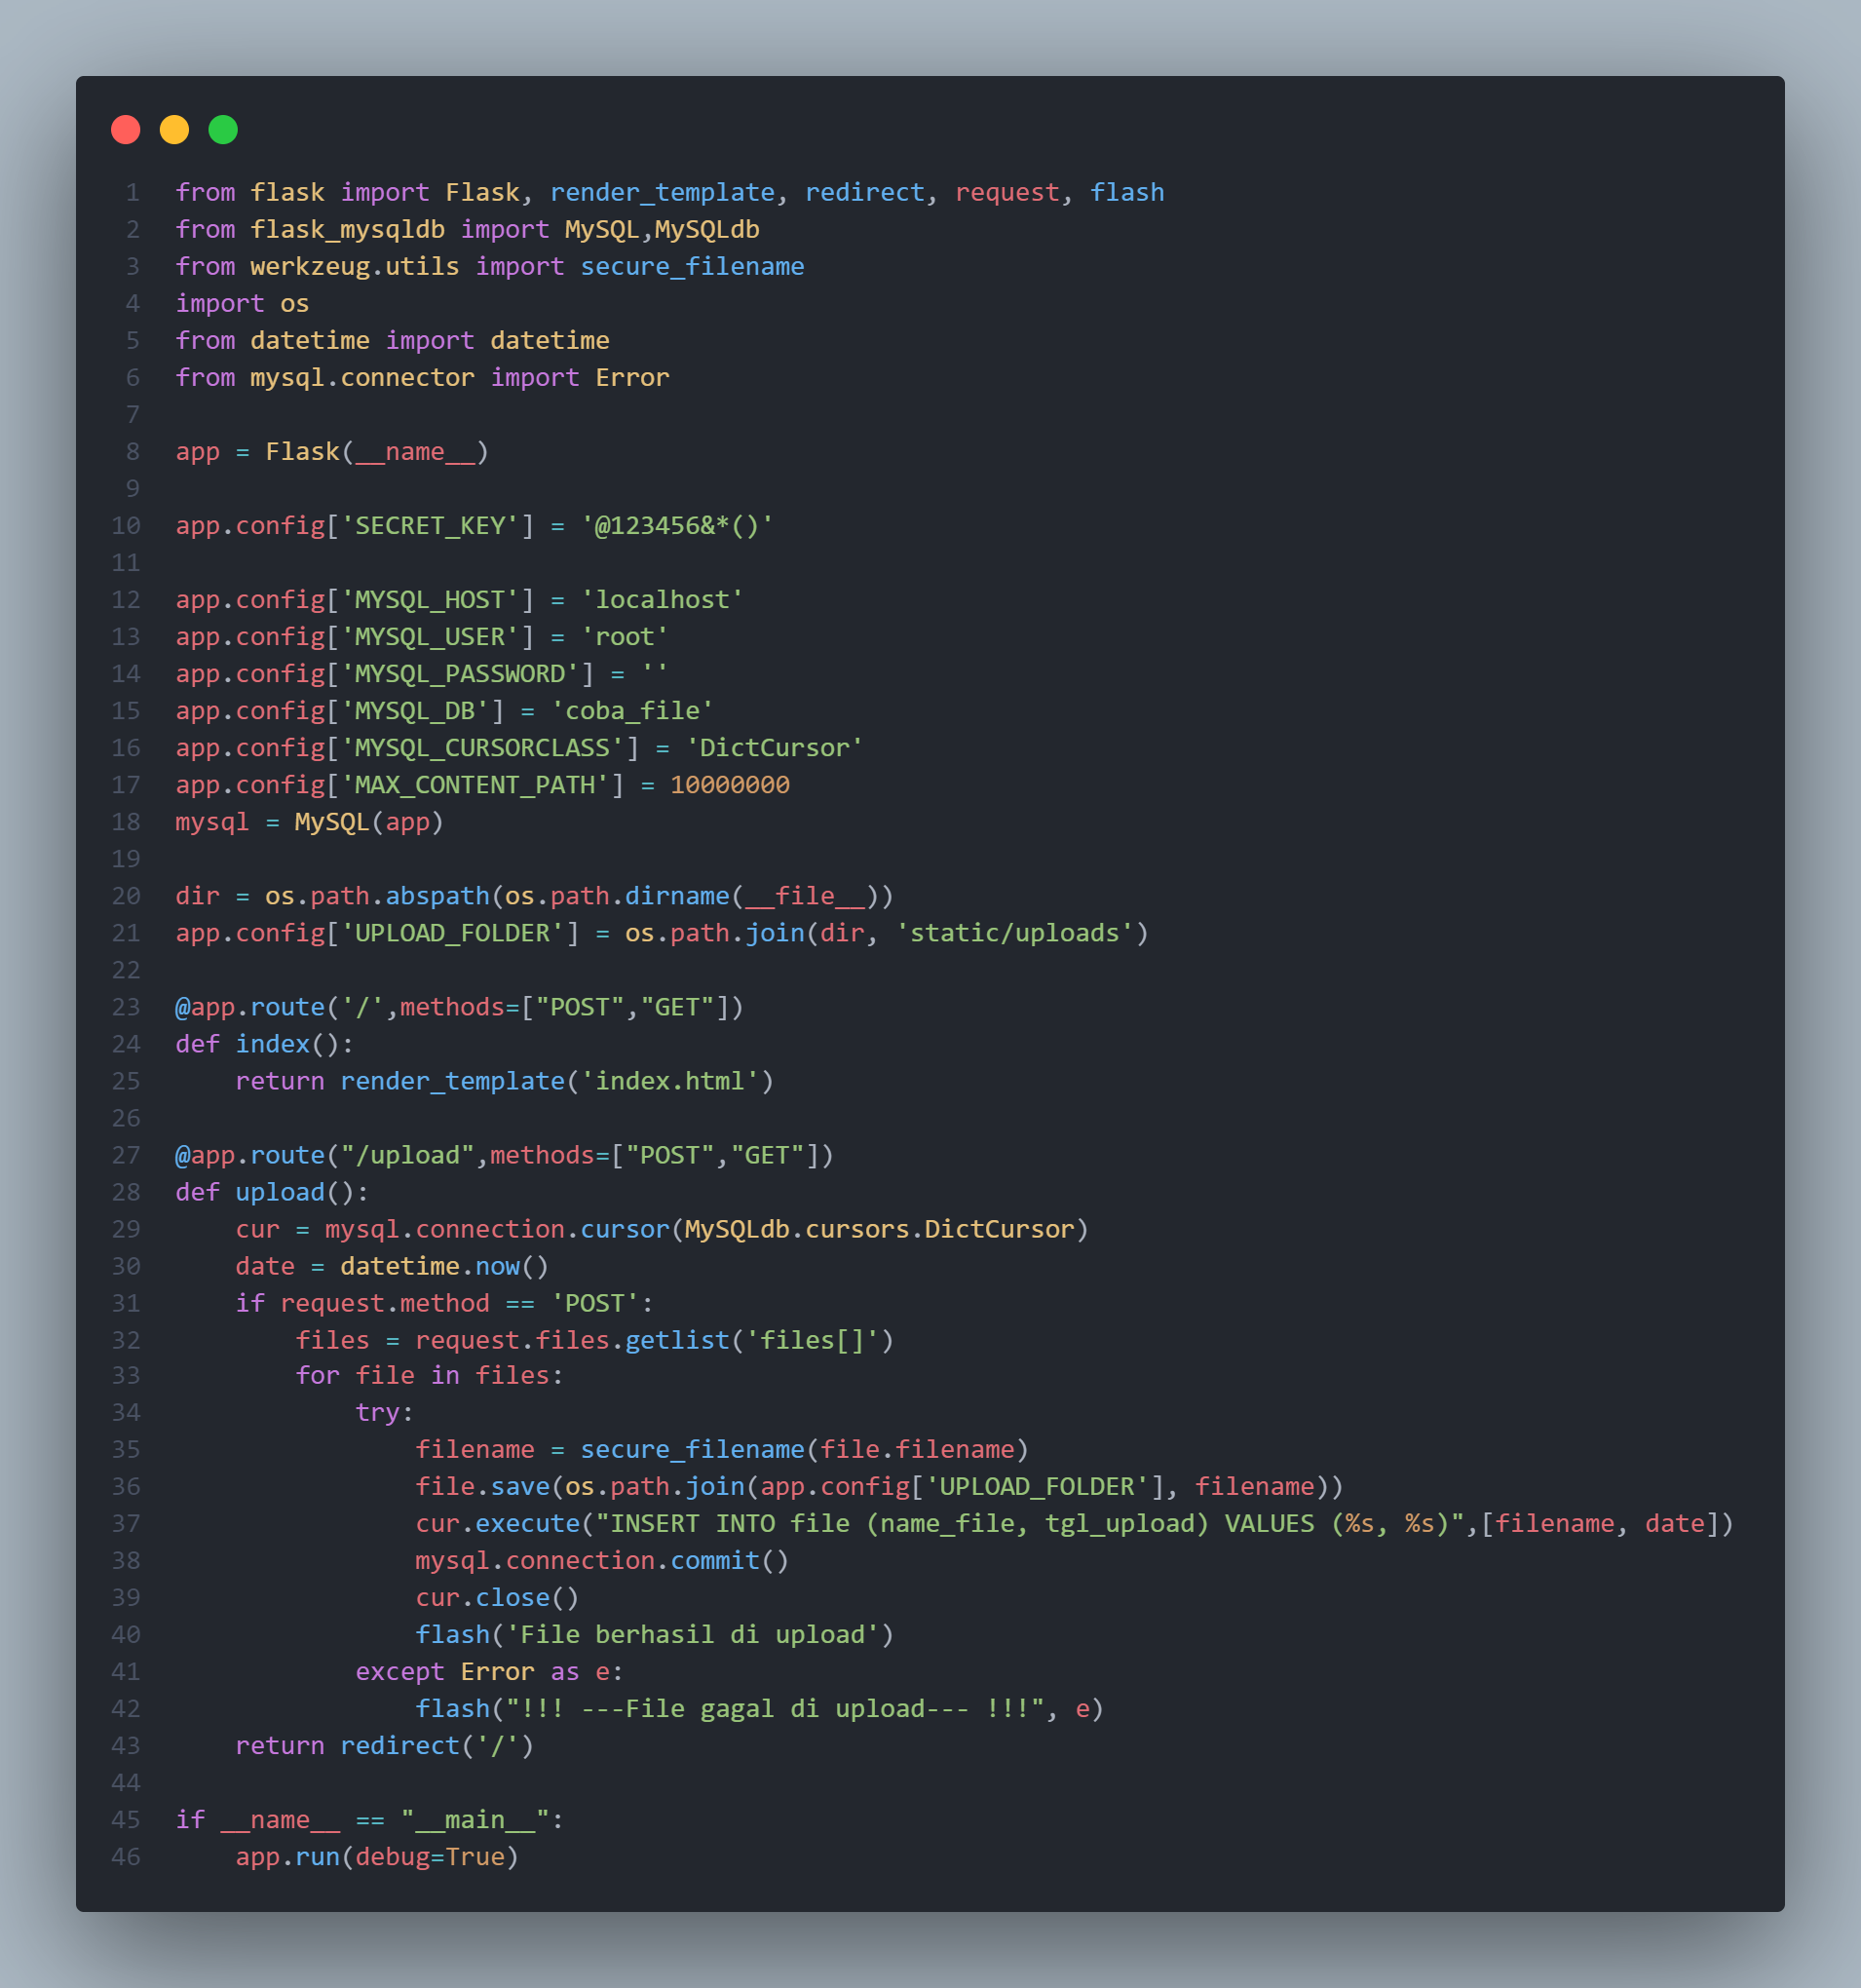 1 from flask import Flask, render_template, redirect, request, flash
2 from flask_mysqldb import MySQL,MySQLdb
3 from werkzeug.utils import secure_filename
4 import os
5 from datetime import datetime
6 from mysql.connector import Error
7
8 app = Flask(__name__)
9
10 app.config['SECRET_KEY'] = '@123456&*()'
11
12 app.config['MYSQL_HOST'] = 'localhost'
13 app.config['MYSQL_USER'] = 'root'
14 app.config['MYSQL_PASSWORD'] = ''
15 app.config['MYSQL_DB'] = 'coba_file'
16 app.config['MYSQL_CURSORCLASS'] = 'DictCursor'
17 app.config['MAX_CONTENT_PATH'] = 10000000
18 mysql = MySQL(app)
19
20 dir = os.path.abspath(os.path.dirname(__file__))
21 app.config['UPLOAD_FOLDER'] = os.path.join(dir, 'static/uploads')
22
23 @app.route('/',methods=["POST","GET"])
24 def index():
25     return render_template('index.html')
26
27 @app.route("/upload",methods=["POST","GET"])
28 def upload():
29     cur = mysql.connection.cursor(MySQLdb.cursors.DictCursor)
30     date = datetime.now()
31     if request.method == 'POST':
32         files = request.files.getlist('files[]')
33         for file in files:
34             try:
35                 filename = secure_filename(file.filename)
36                 file.save(os.path.join(app.config['UPLOAD_FOLDER'], filename))
37                 cur.execute("INSERT INTO file (name_file, tgl_upload) VALUES (%s, %s)",[filename, date])
38                 mysql.connection.commit()
39                 cur.close()
40                 flash('File berhasil di upload')
41             except Error as e:
42                 flash("!!! ---File gagal di upload--- !!!", e)
43     return redirect('/')
44
45 if __name__ == "__main__":
46     app.run(debug=True)